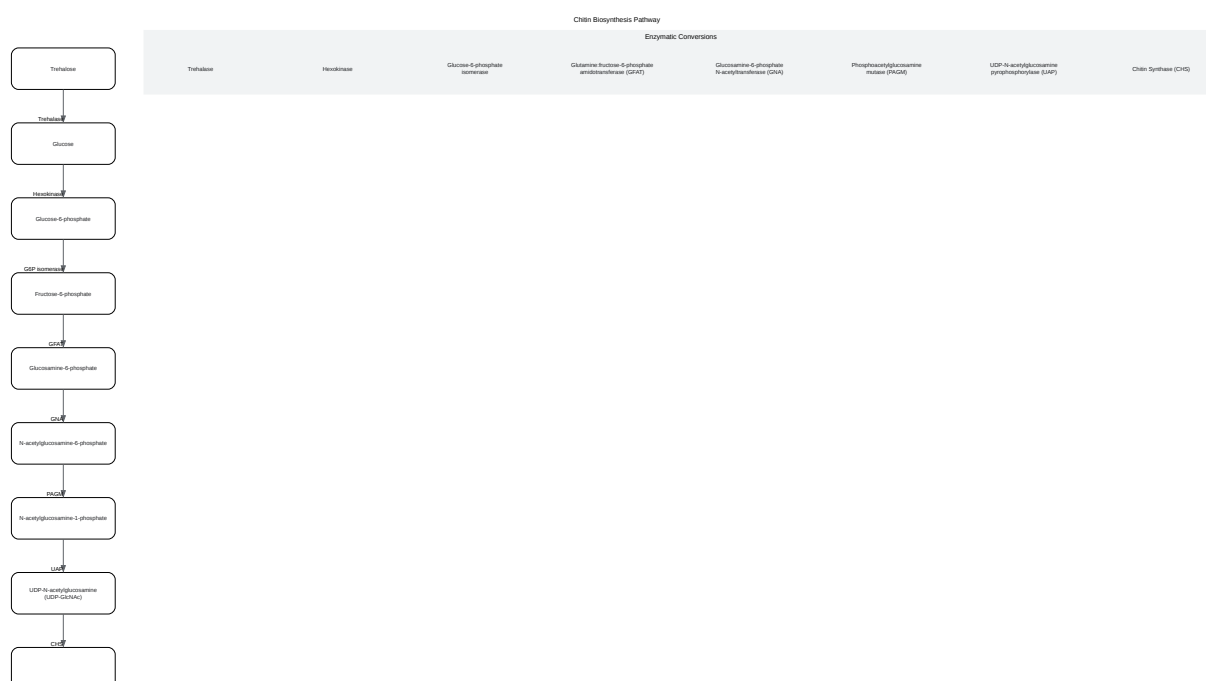 Chitin Biosynthesis Pathway
Enzymatic Conversions
Trehalase
Hexokinase
Glucose-6-phosphate
isomerase
Glutamine:fructose-6-phosphate
amidotransferase (GFAT)
Glucosamine-6-phosphate
N-acetyltransferase (GNA)
Phosphoacetylglucosamine
mutase (PAGM)
UDP-N-acetylglucosamine
pyrophosphorylase (UAP)
Chitin Synthase (CHS)
Trehalose
Trehalase
Glucose
Hexokinase
Glucose-6-phosphate
G6P isomerase
Fructose-6-phosphate
GFAT
Glucosamine-6-phosphate
GNA
N-acetylglucosamine-6-phosphate
PAGM
N-acetylglucosamine-1-phosphate
UAP
UDP-N-acetylglucosamine
(UDP-GlcNAc)
CHS